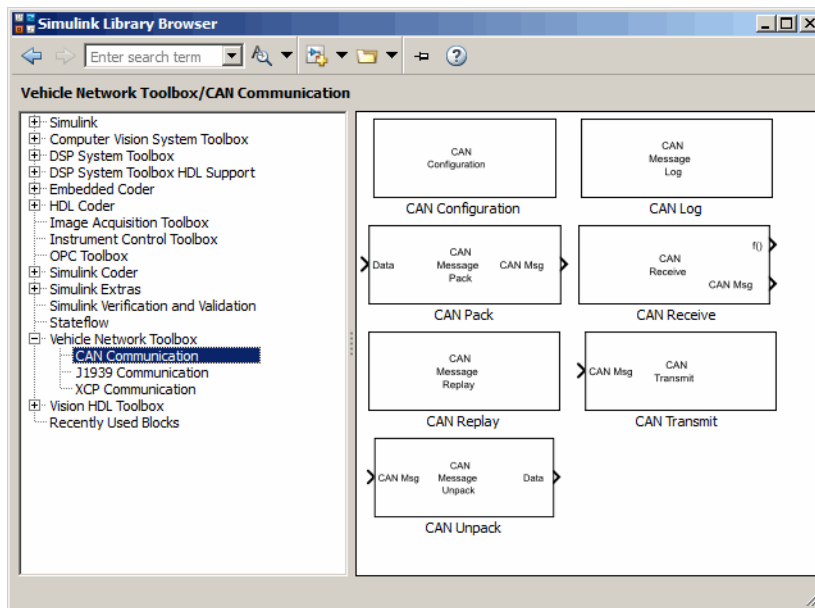 Simulink Library Browser
Enter search term
Vehicle Network Toolbox/CAN Communication
Simulink
Computer Vision System Toolbox
DSP System Toolbox
DSP System Toolbox HDL Support
Embedded Coder
HDL Coder
Image Acquisition Toolbox
Instrument Control Toolbox
OPC Toolbox
Simulink Coder
Simulink Extras
Simulink Verification and Validation
Stateflow
Vehicle Network Toolbox
CAN Communication
J1939 Communication
XCP Communication
Vision HDL Toolbox
Recently Used Blocks
CAN
Configuration
CAN Configuration
CAN
Message
Log
CAN Log
Data
CAN
Message
Pack
CAN Msg
CAN Pack
CAN
Receive
f()
CAN Msg
CAN Receive
CAN
Message
Replay
CAN Replay
CAN Msg
CAN
Transmit
CAN Transmit
CAN Msg
CAN
Message
Unpack
Data
CAN Unpack